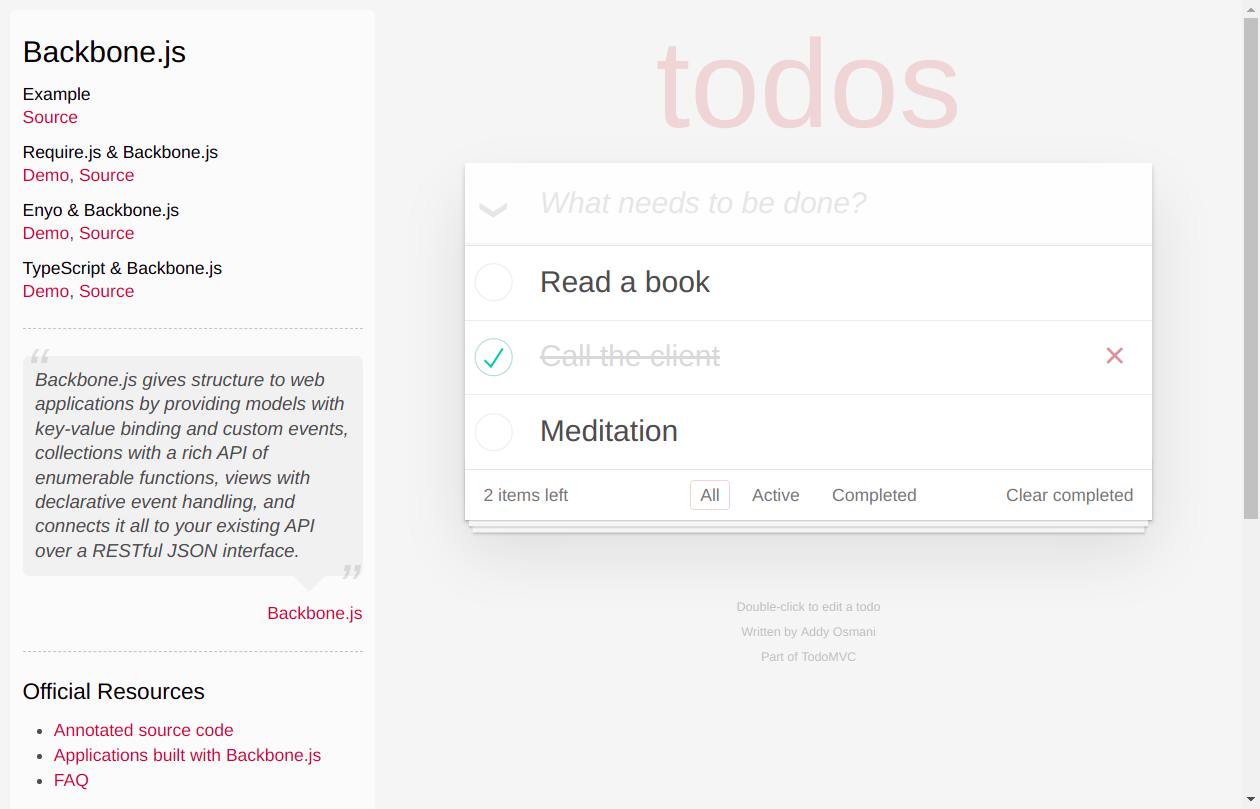 Backbone.js
Example
Source
Require.js & Backbone.js
Demo, Source
Enyo & Backbone.js
Demo, Source
TypeScript & Backbone.js
Demo, Source
“
Backbone.js gives structure to web
applications by providing models with
key-value binding and custom events,
collections with a rich API of
enumerable functions, views with
declarative event handling, and
connects it all to your existing API
over a RESTful JSON interface.
”
Backbone.js
Official Resources
• Annotated source code
• Applications built with Backbone.js
• FAQ
todos
What needs to be done?
Read a book
Call the client
Meditation
2 items left All Active Completed Clear completed
Double-click to edit a todo
Written by Addy Osmani
Part of TodoMVC